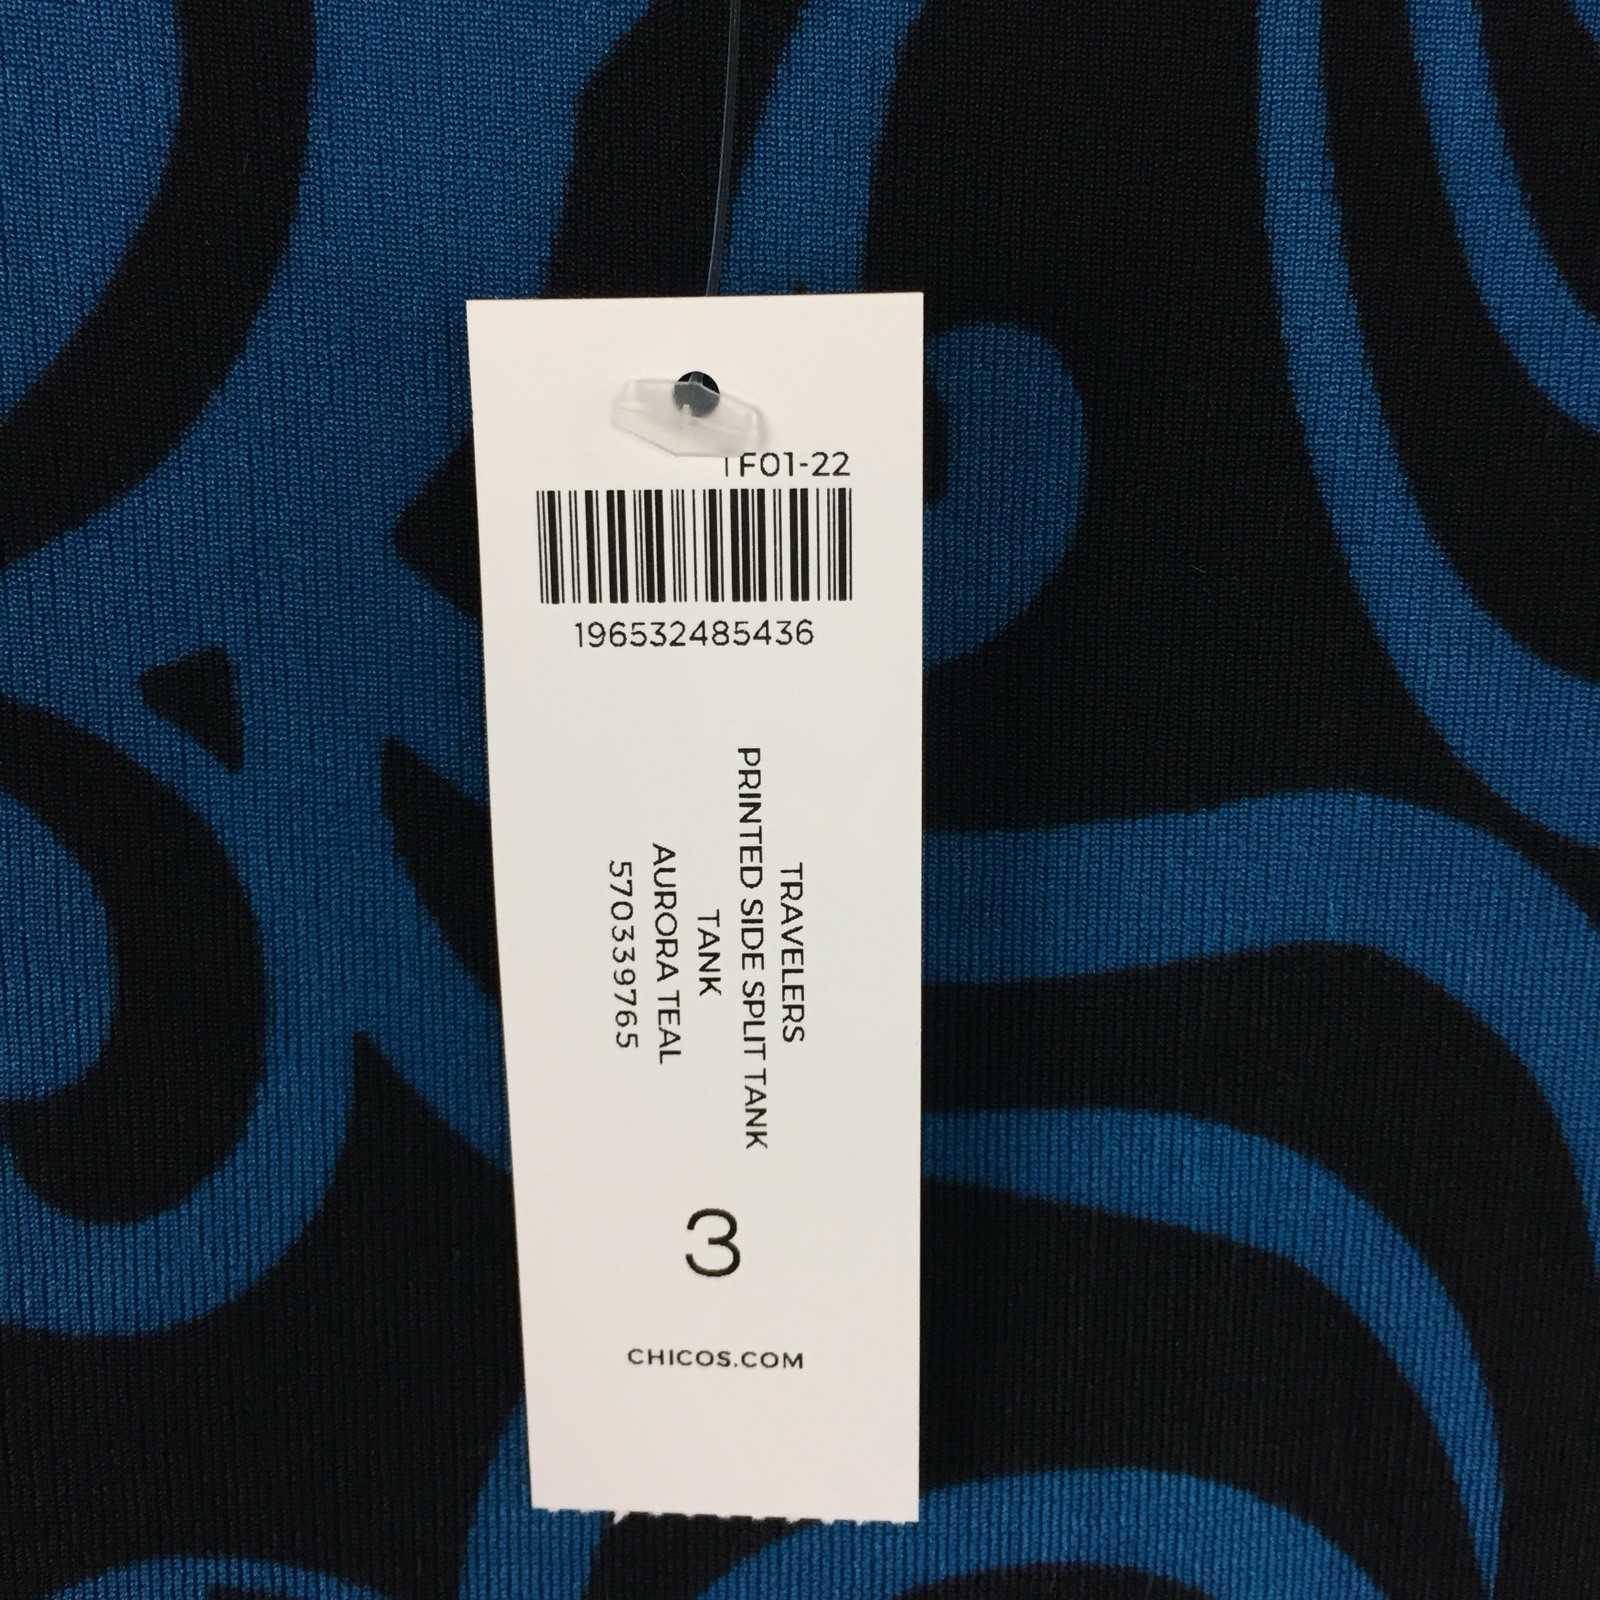 TF01-22
196532485436
TRAVELERS
PRINTED SIDE SPLIT TANK
TANK
AURORA TEAL
570339765
3
CHICOS.COM